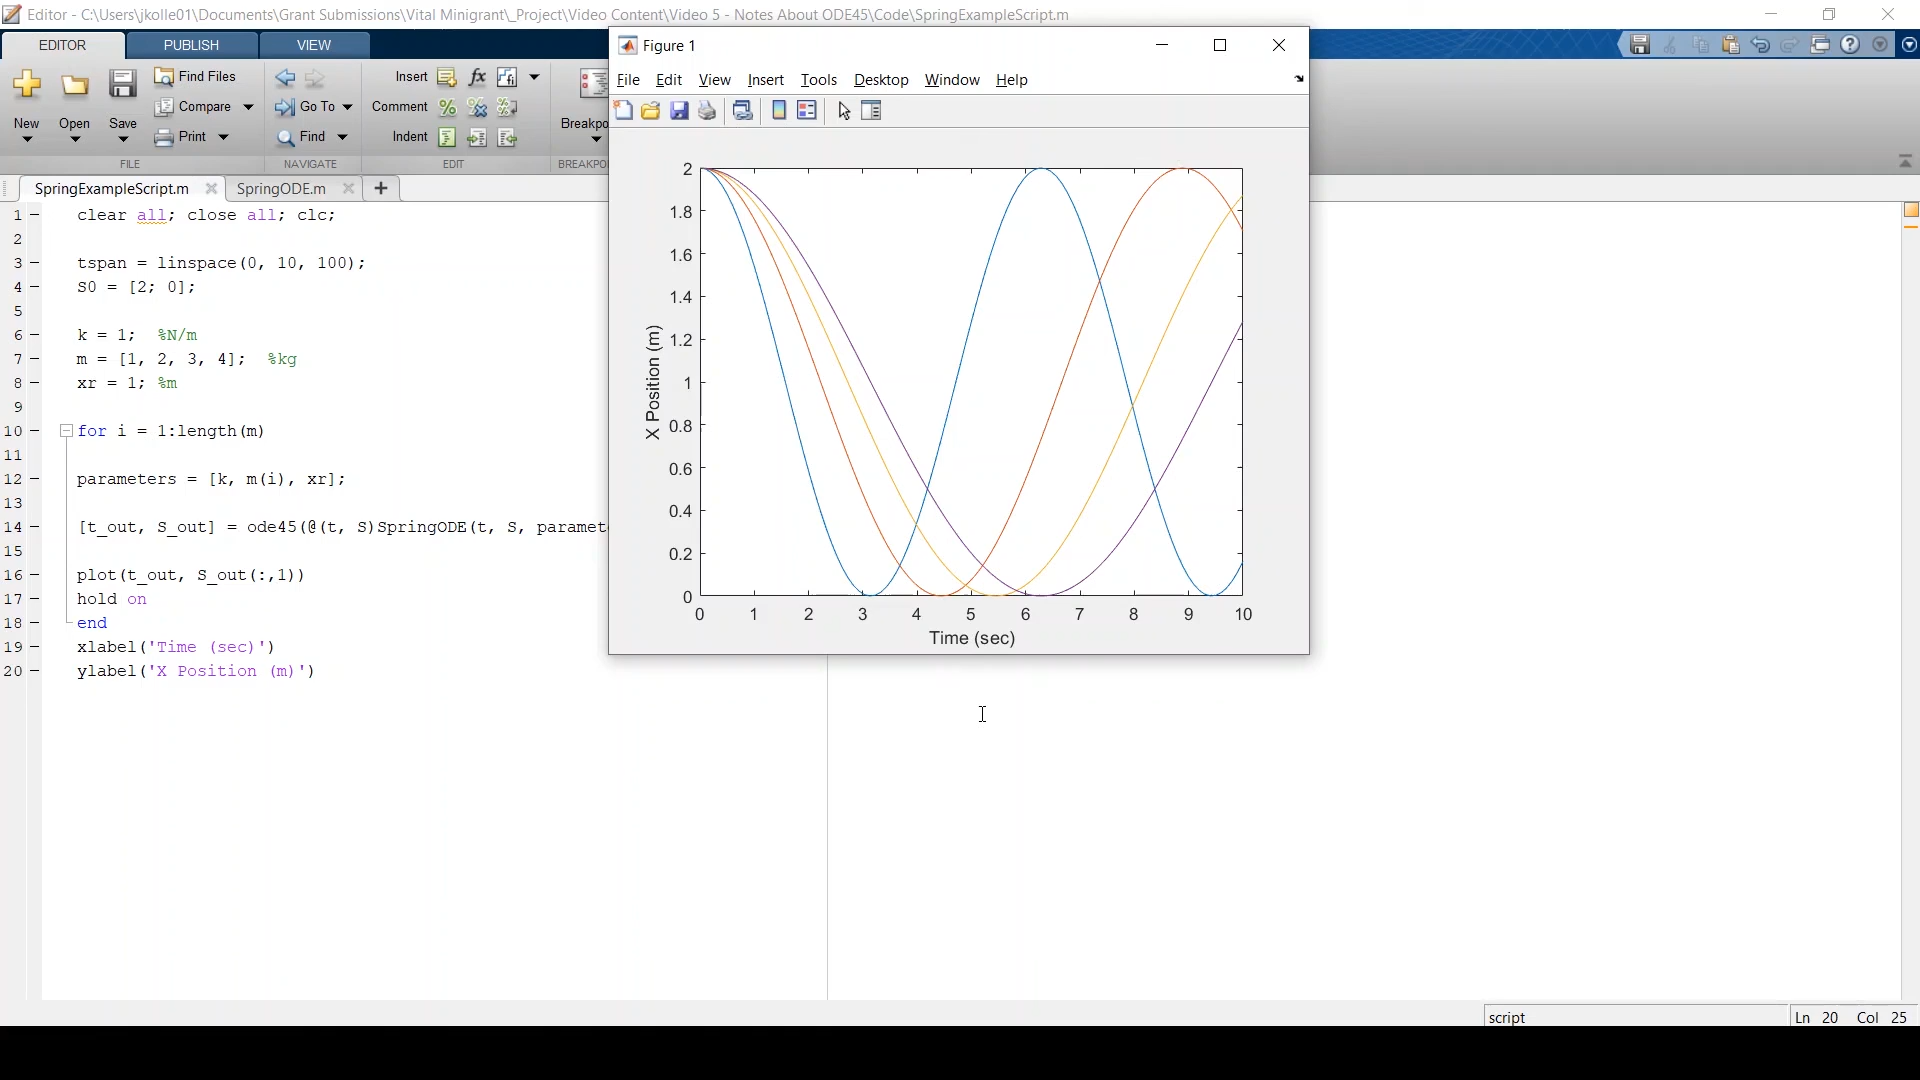 Editor - C:\Users\jkolle01\Documents\Grant Submissions\Vital Minigrant\_Project\Video Content\Video 5 - Notes About ODE45\Code\SpringExampleScript.m
EDITOR PUBLISH VIEW
New Open Save
Find Files
Compare
Print
FILE
Go To
Find
NAVIGATE
Insert
Comment
Indent
EDIT
Breakpo
BREAKPO
SpringExampleScript.m SpringODE.m
1 clear all; close all; clc;
2
3 tspan = linspace(0, 10, 100);
4 S0 = [2; 0];
5
6 k = 1; %N/m
7 m = [1, 2, 3, 4]; %kg
8 xr = 1; %m
9
10 for i = 1:length(m)
11
12 parameters = [k, m(i), xr];
13
14 [t_out, S_out] = ode45(@(t, S)SpringODE(t, S, paramet
15
16 plot(t_out, S_out(:,1))
17 hold on
18 end
19 xlabel('Time (sec)')
20 ylabel('X Position (m)')
Figure 1
File Edit View Insert Tools Desktop Window Help
X Position (m)
2
1.8
1.6
1.4
1.2
1
0.8
0.6
0.4
0.2
0
0 1 2 3 4 5 6 7 8 9 10
Time (sec)
script Ln 20 Col 25